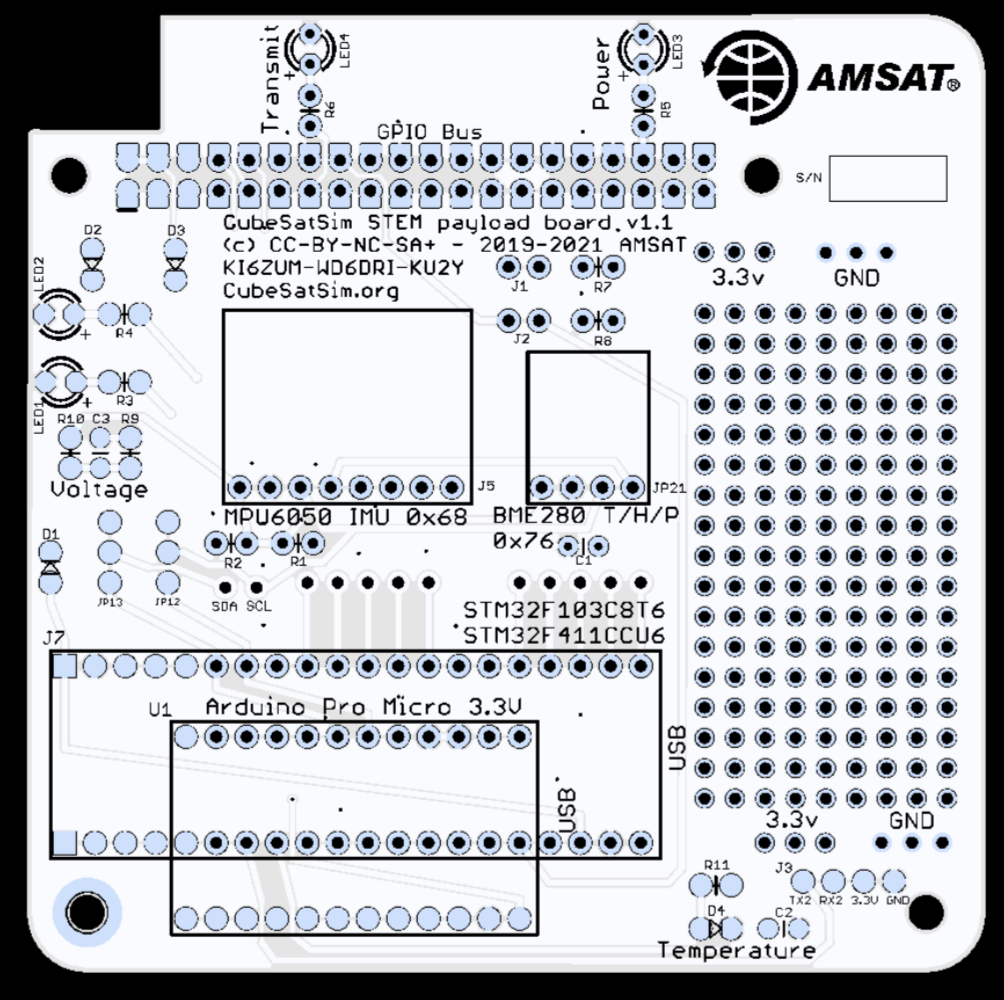 Transmit
LED4
R6
Power
LED3
R5
AMSAT®
GPIO Bus
S/N
CubeSatSim STEM payload board v1.1
(c) CC-BY-NC-SA+ - 2019-2021 AMSAT
KI6ZUM-WD6DRI-KU2Y
CubeSatSim.org
D2
D3
LED2
+
R4
J1
R7
J2
R8
3.3v
GND
LED1
+
R3
R10 C3 R9
Voltage
J5
JP21
MPU6050 IMU 0x68
BME280 T/H/P
0x76
C1
R2
R1
D1
JP13
JP12
SDA SCL
STM32F103C8T6
STM32F411CCU6
J7
U1
Arduino Pro Micro 3.3V
USB
USB
3.3v
GND
R11
J3
TX2 RX2 3.3V GND
D4
C2
Temperature